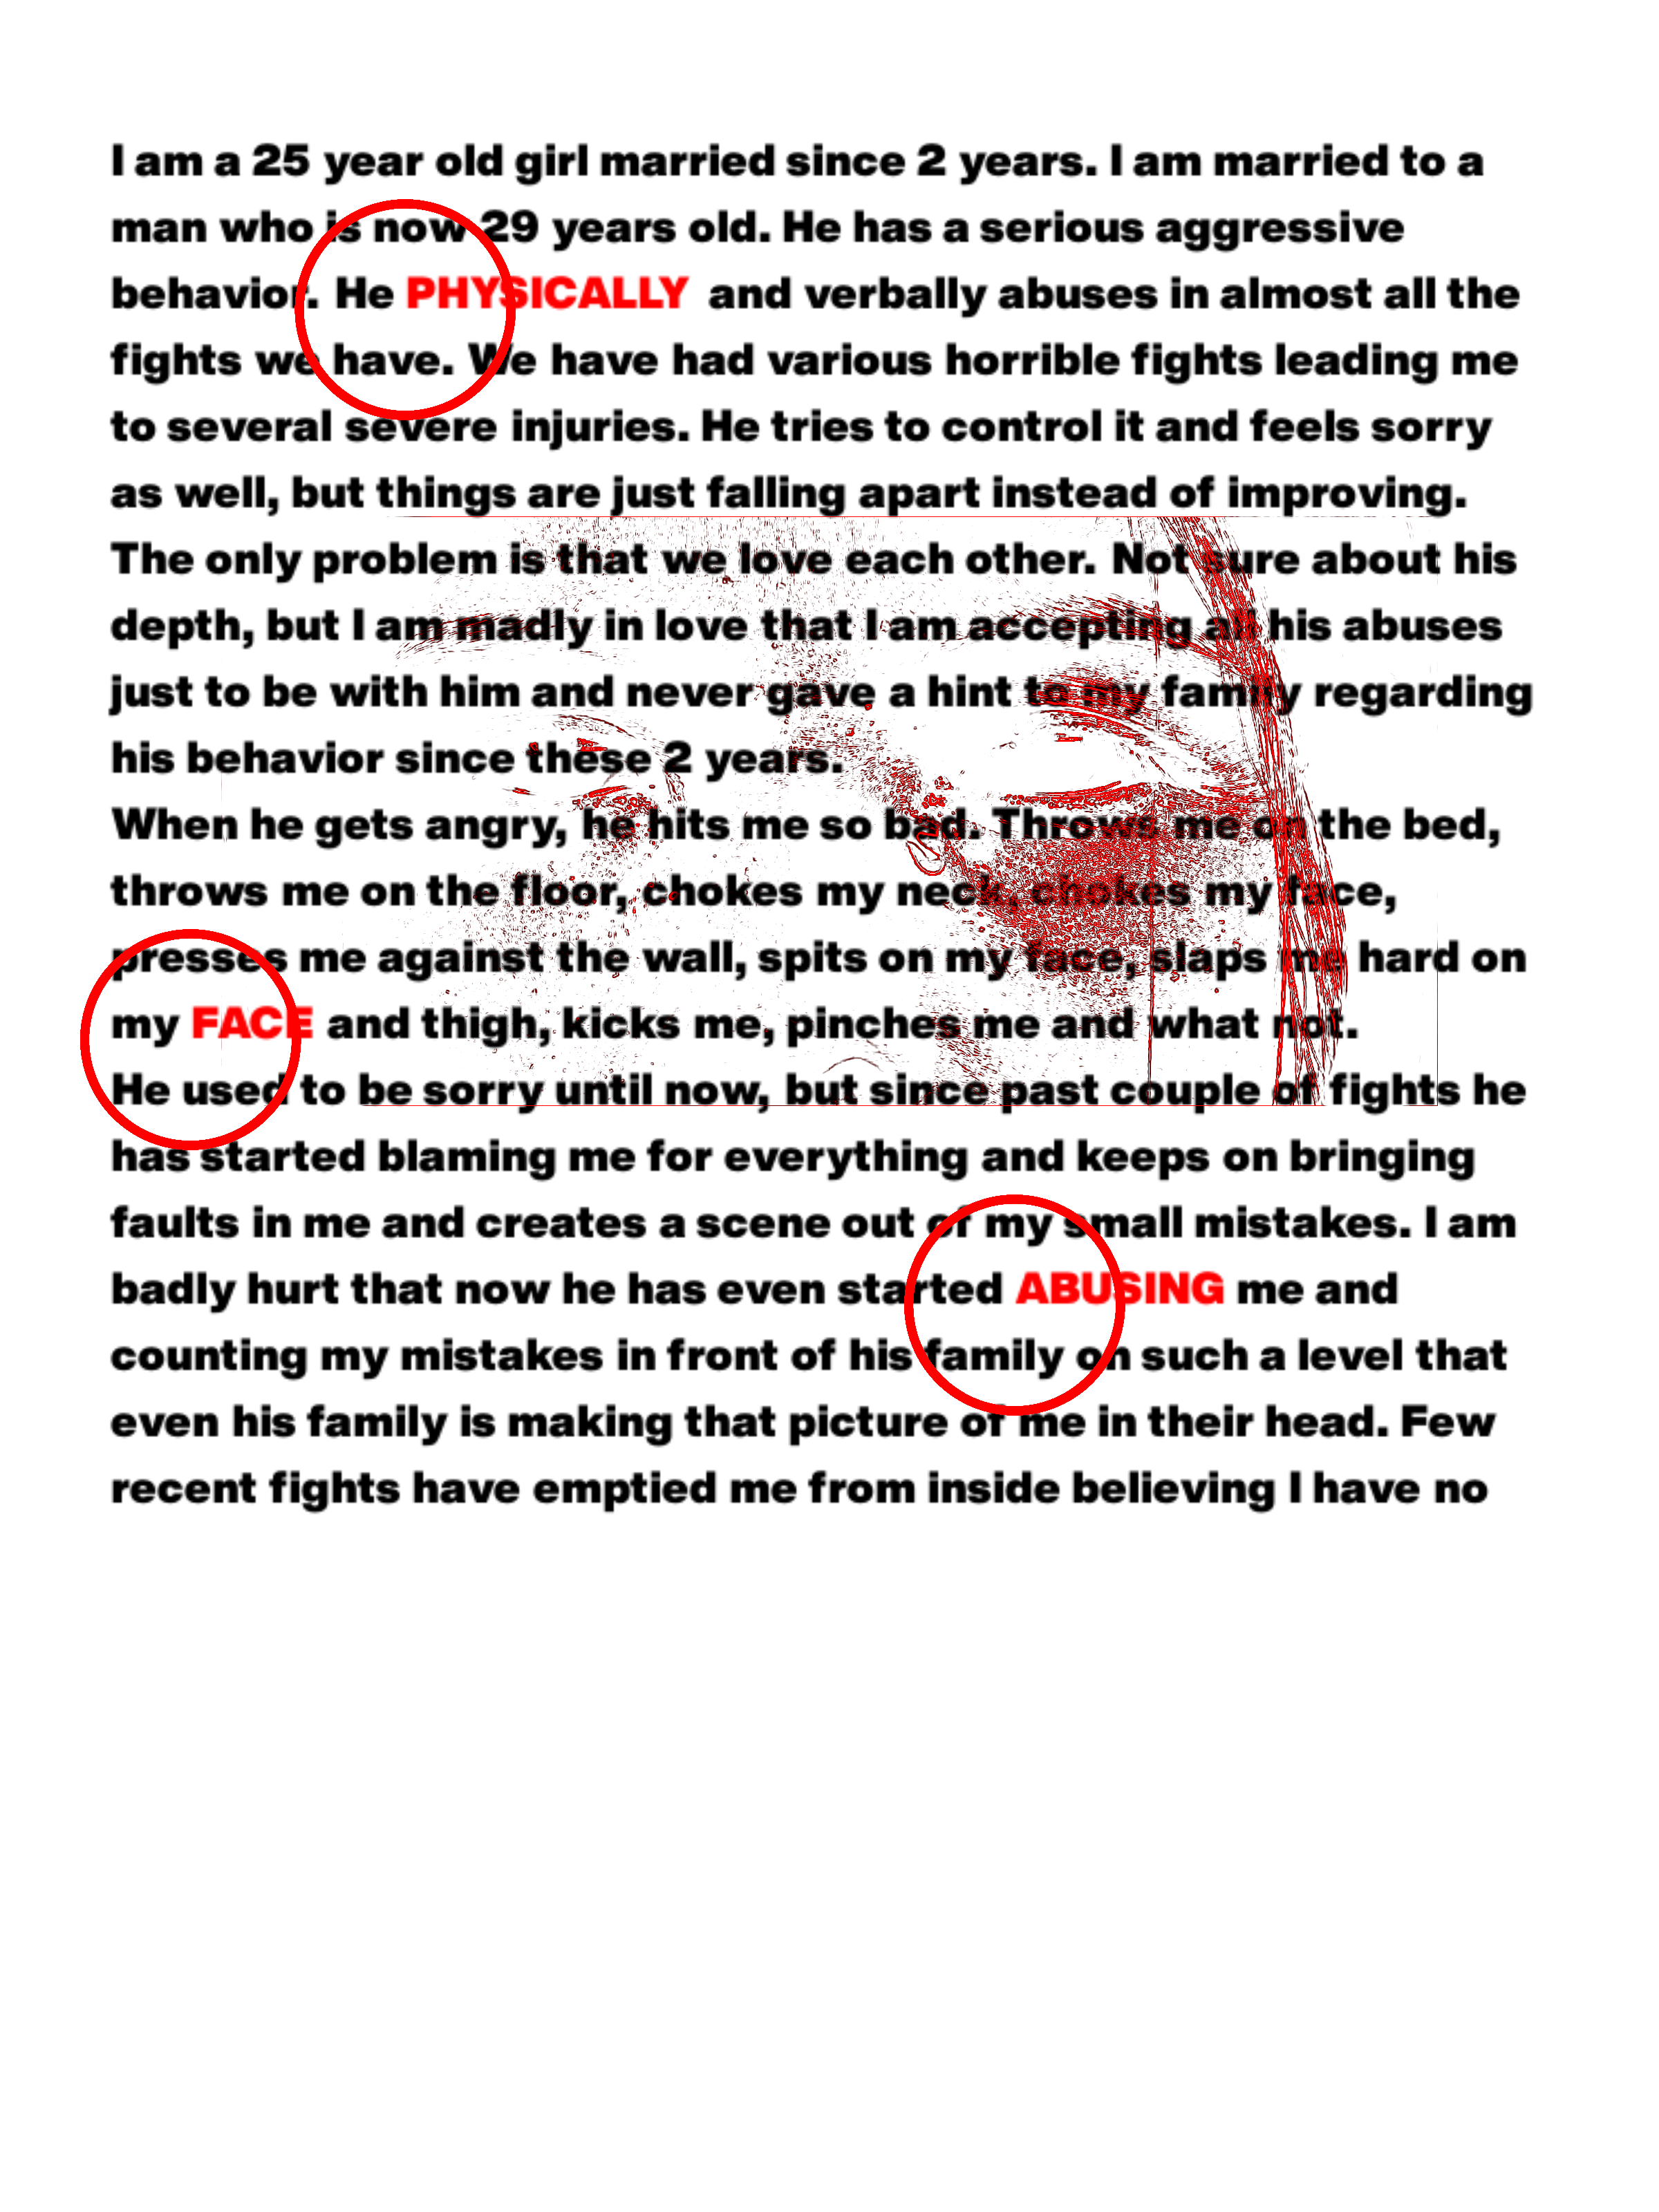 I am a 25 year old girl married since 2 years. I am married to a
man who is now 29 years old. He has a serious aggressive
behavior. He PHYSICALLY and verbally abuses in almost all the
fights we have. We have had various horrible fights leading me
to several severe injuries. He tries to control it and feels sorry
as well, but things are just falling apart instead of improving.
The only problem is that we love each other. Not sure about his
depth, but I am madly in love that I am accepting all his abuses
just to be with him and never gave a hint to my family regarding
his behavior since these 2 years.
When he gets angry, he hits me so bad. Throws me on the bed,
throws me on the floor, chokes my neck, chokes my face,
presses me against the wall, spits on my face, slaps me hard on
my FACE and thigh, kicks me, pinches me and what not.
He used to be sorry until now, but since past couple of fights he
has started blaming me for everything and keeps on bringing
faults in me and creates a scene out of my small mistakes. I am
badly hurt that now he has even started ABUSING me and
counting my mistakes in front of his family on such a level that
even his family is making that picture of me in their head. Few
recent fights have emptied me from inside believing I have no